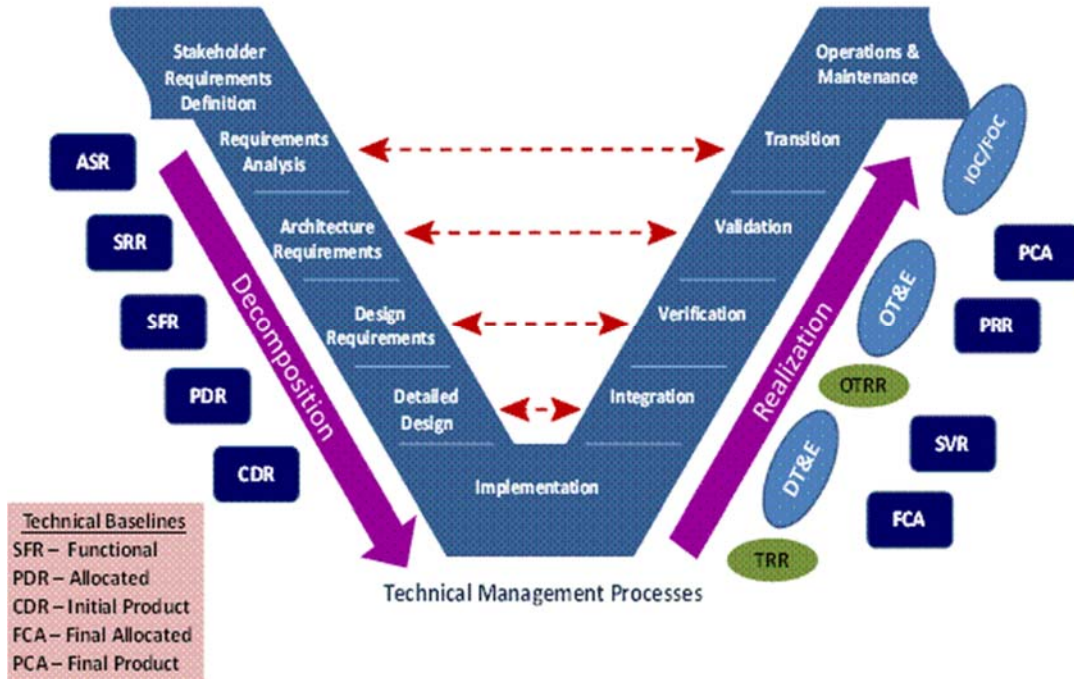 Stakeholder
Requirements
Definition
Requirements
Analysis
Architecture
Requirements
Design
Requirements
Detailed
Design
Implementation
Integration
Verification
Validation
Transition
Operations &
Maintenance
ASR
SRR
SFR
PDR
CDR
Decomposition
Realization
TRR
DT&E
OTRR
OT&E
IOC/FOC
FCA
SVR
PRR
PCA
Technical Management Processes
Technical Baselines
SFR – Functional
PDR – Allocated
CDR – Initial Product
FCA – Final Allocated
PCA – Final Product